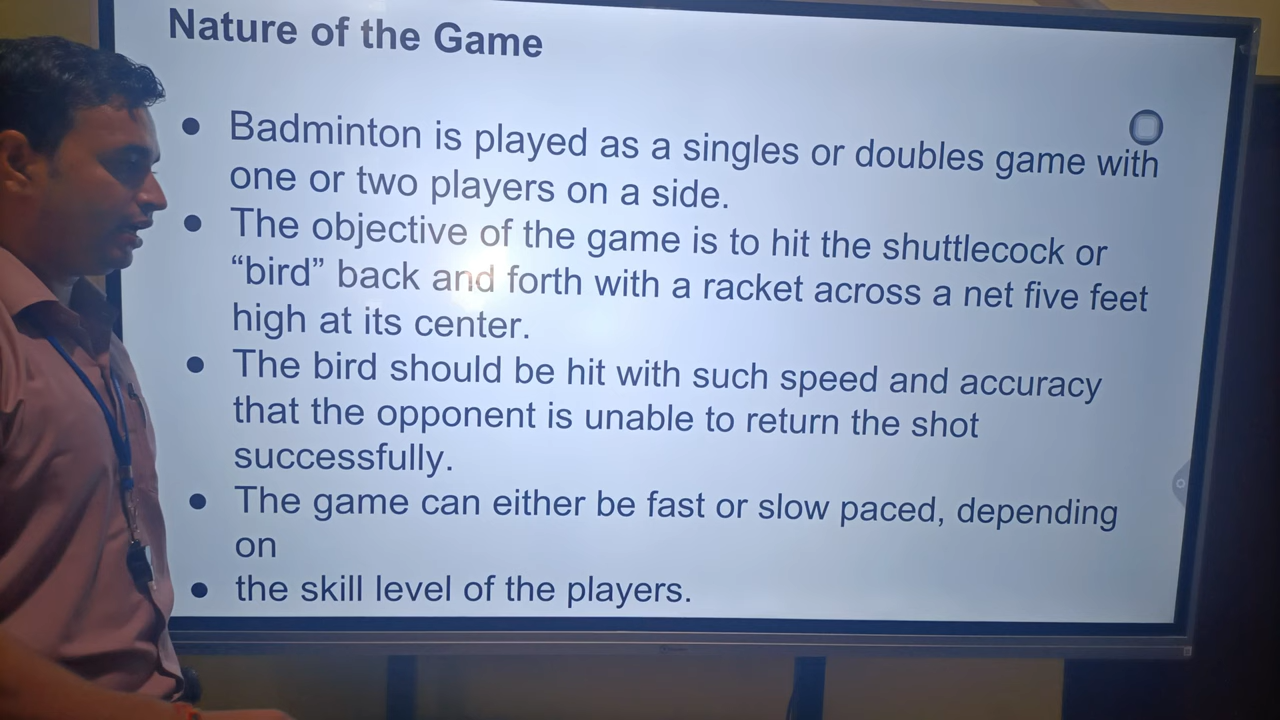 Nature of the Game
● Badminton is played as a singles or doubles game with
one or two players on a side.
● The objective of the game is to hit the shuttlecock or
“bird” back and forth with a racket across a net five feet
high at its center.
● The bird should be hit with such speed and accuracy
that the opponent is unable to return the shot
successfully.
● The game can either be fast or slow paced, depending
on
● the skill level of the players.